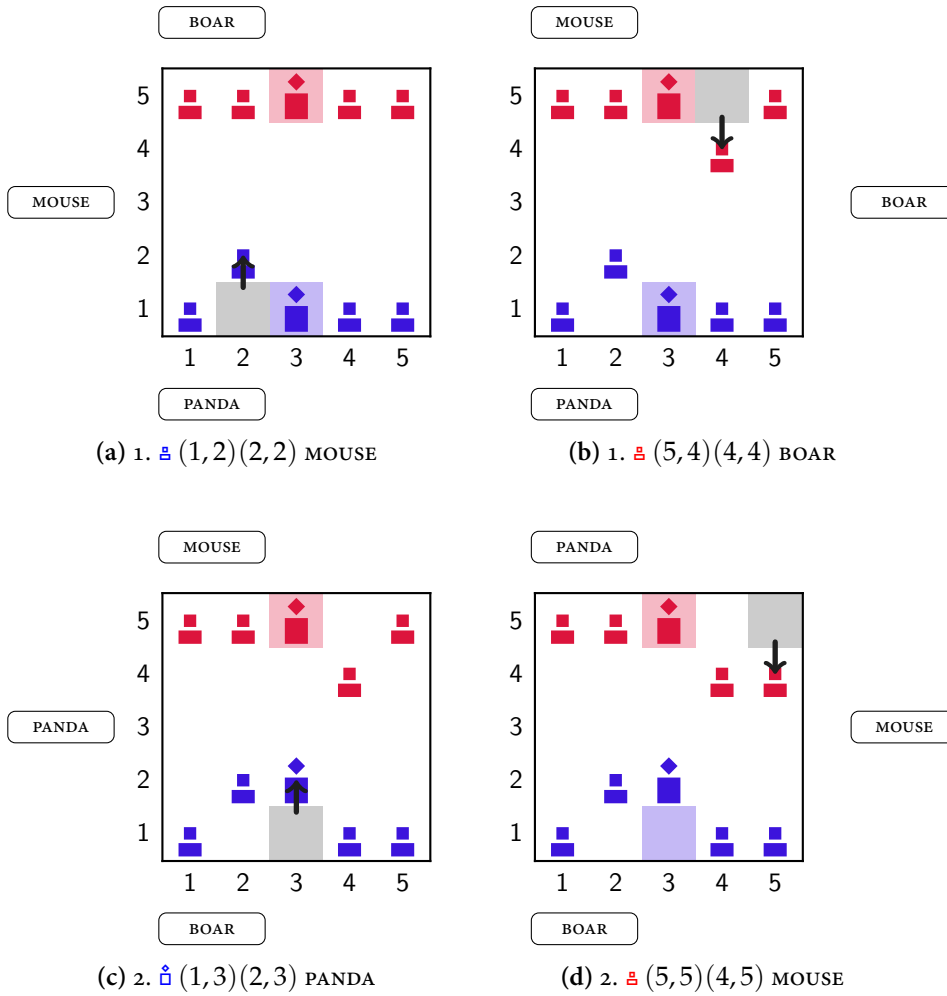 BOAR
MOUSE
5
4
3
2
1
1 2 3 4 5
MOUSE
PANDA
(a) 1. (1, 2)(2, 2) MOUSE
5
4
3
2
1
1 2 3 4 5
BOAR
PANDA
(b) 1. (5, 4)(4, 4) BOAR
MOUSE
5
4
3
2
1
1 2 3 4 5
PANDA
BOAR
(c) 2. (1, 3)(2, 3) PANDA
PANDA
5
4
3
2
1
1 2 3 4 5
MOUSE
BOAR
(d) 2. (5, 5)(4, 5) MOUSE